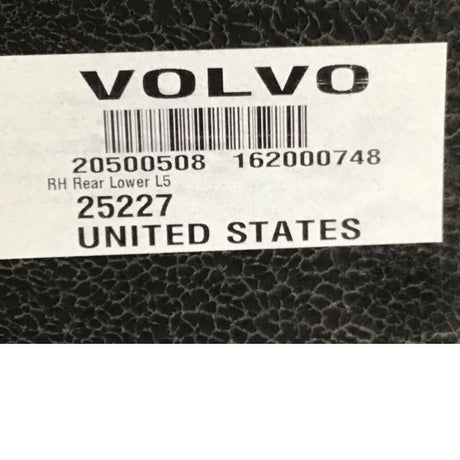 VOLVO
20500508 162000748
RH Rear Lower L5
25227
UNITED STATES